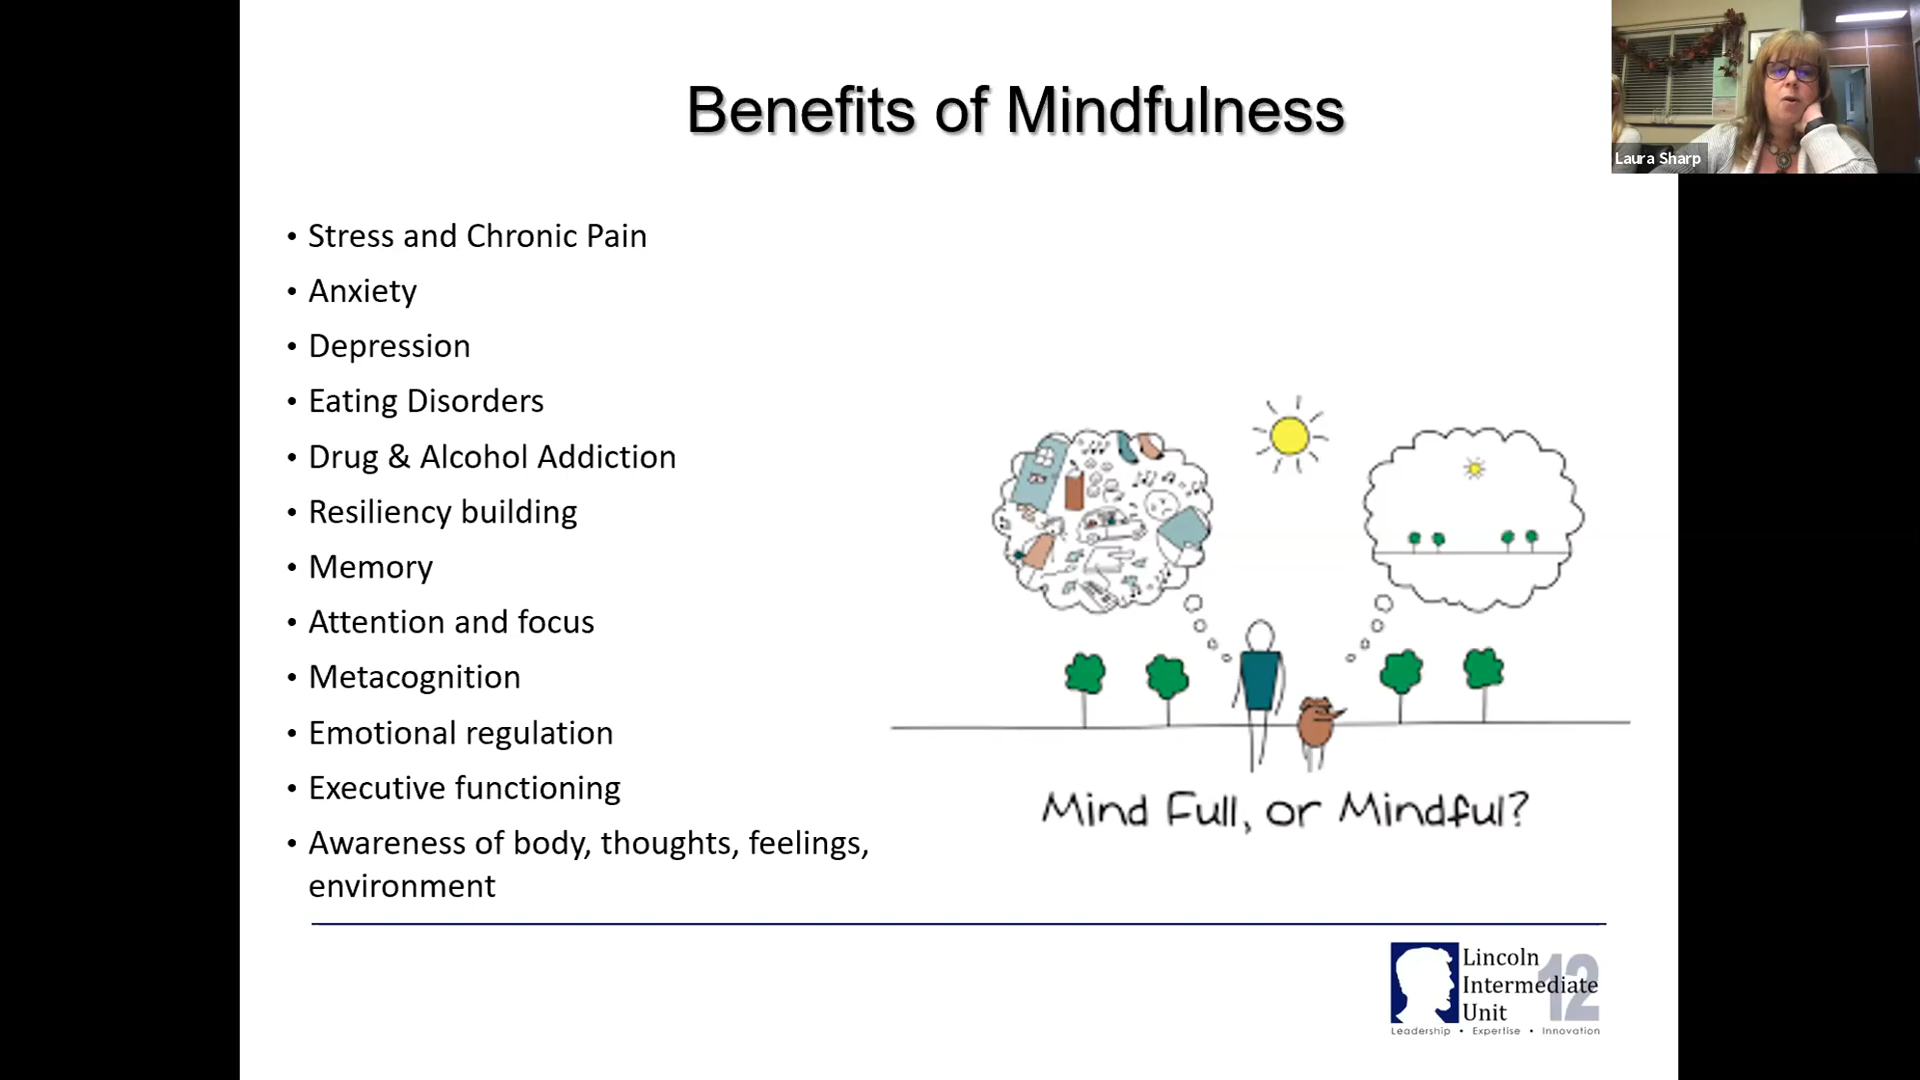 Benefits of Mindfulness
Laura Sharp
• Stress and Chronic Pain
• Anxiety
• Depression
• Eating Disorders
• Drug & Alcohol Addiction
• Resiliency building
• Memory
• Attention and focus
• Metacognition
• Emotional regulation
• Executive functioning
• Awareness of body, thoughts, feelings,
environment
Mind Full, or Mindful?
Lincoln
Intermediate
Unit
12
Leadership • Expertise • Innovation